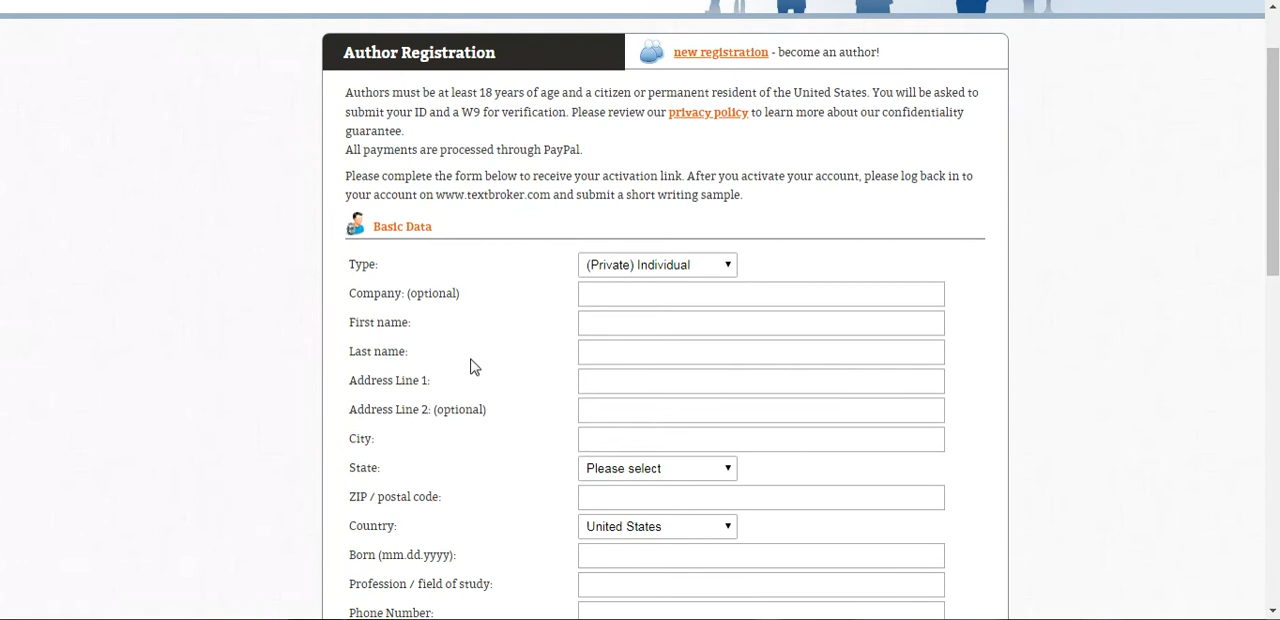 Author Registration
new registration - become an author!
Authors must be at least 18 years of age and a citizen or permanent resident of the United States. You will be asked to
submit your ID and a W9 for verification. Please review our privacy policy to learn more about our confidentiality
guarantee.
All payments are processed through PayPal.
Please complete the form below to receive your activation link. After you activate your account, please log back in to
your account on www.textbroker.com and submit a short writing sample.
Basic Data
Type: (Private) Individual
Company: (optional)
First name:
Last name:
Address Line 1:
Address Line 2: (optional)
City:
State: Please select
ZIP / postal code:
Country: United States
Born (mm.dd.yyyy):
Profession / field of study:
Phone Number: